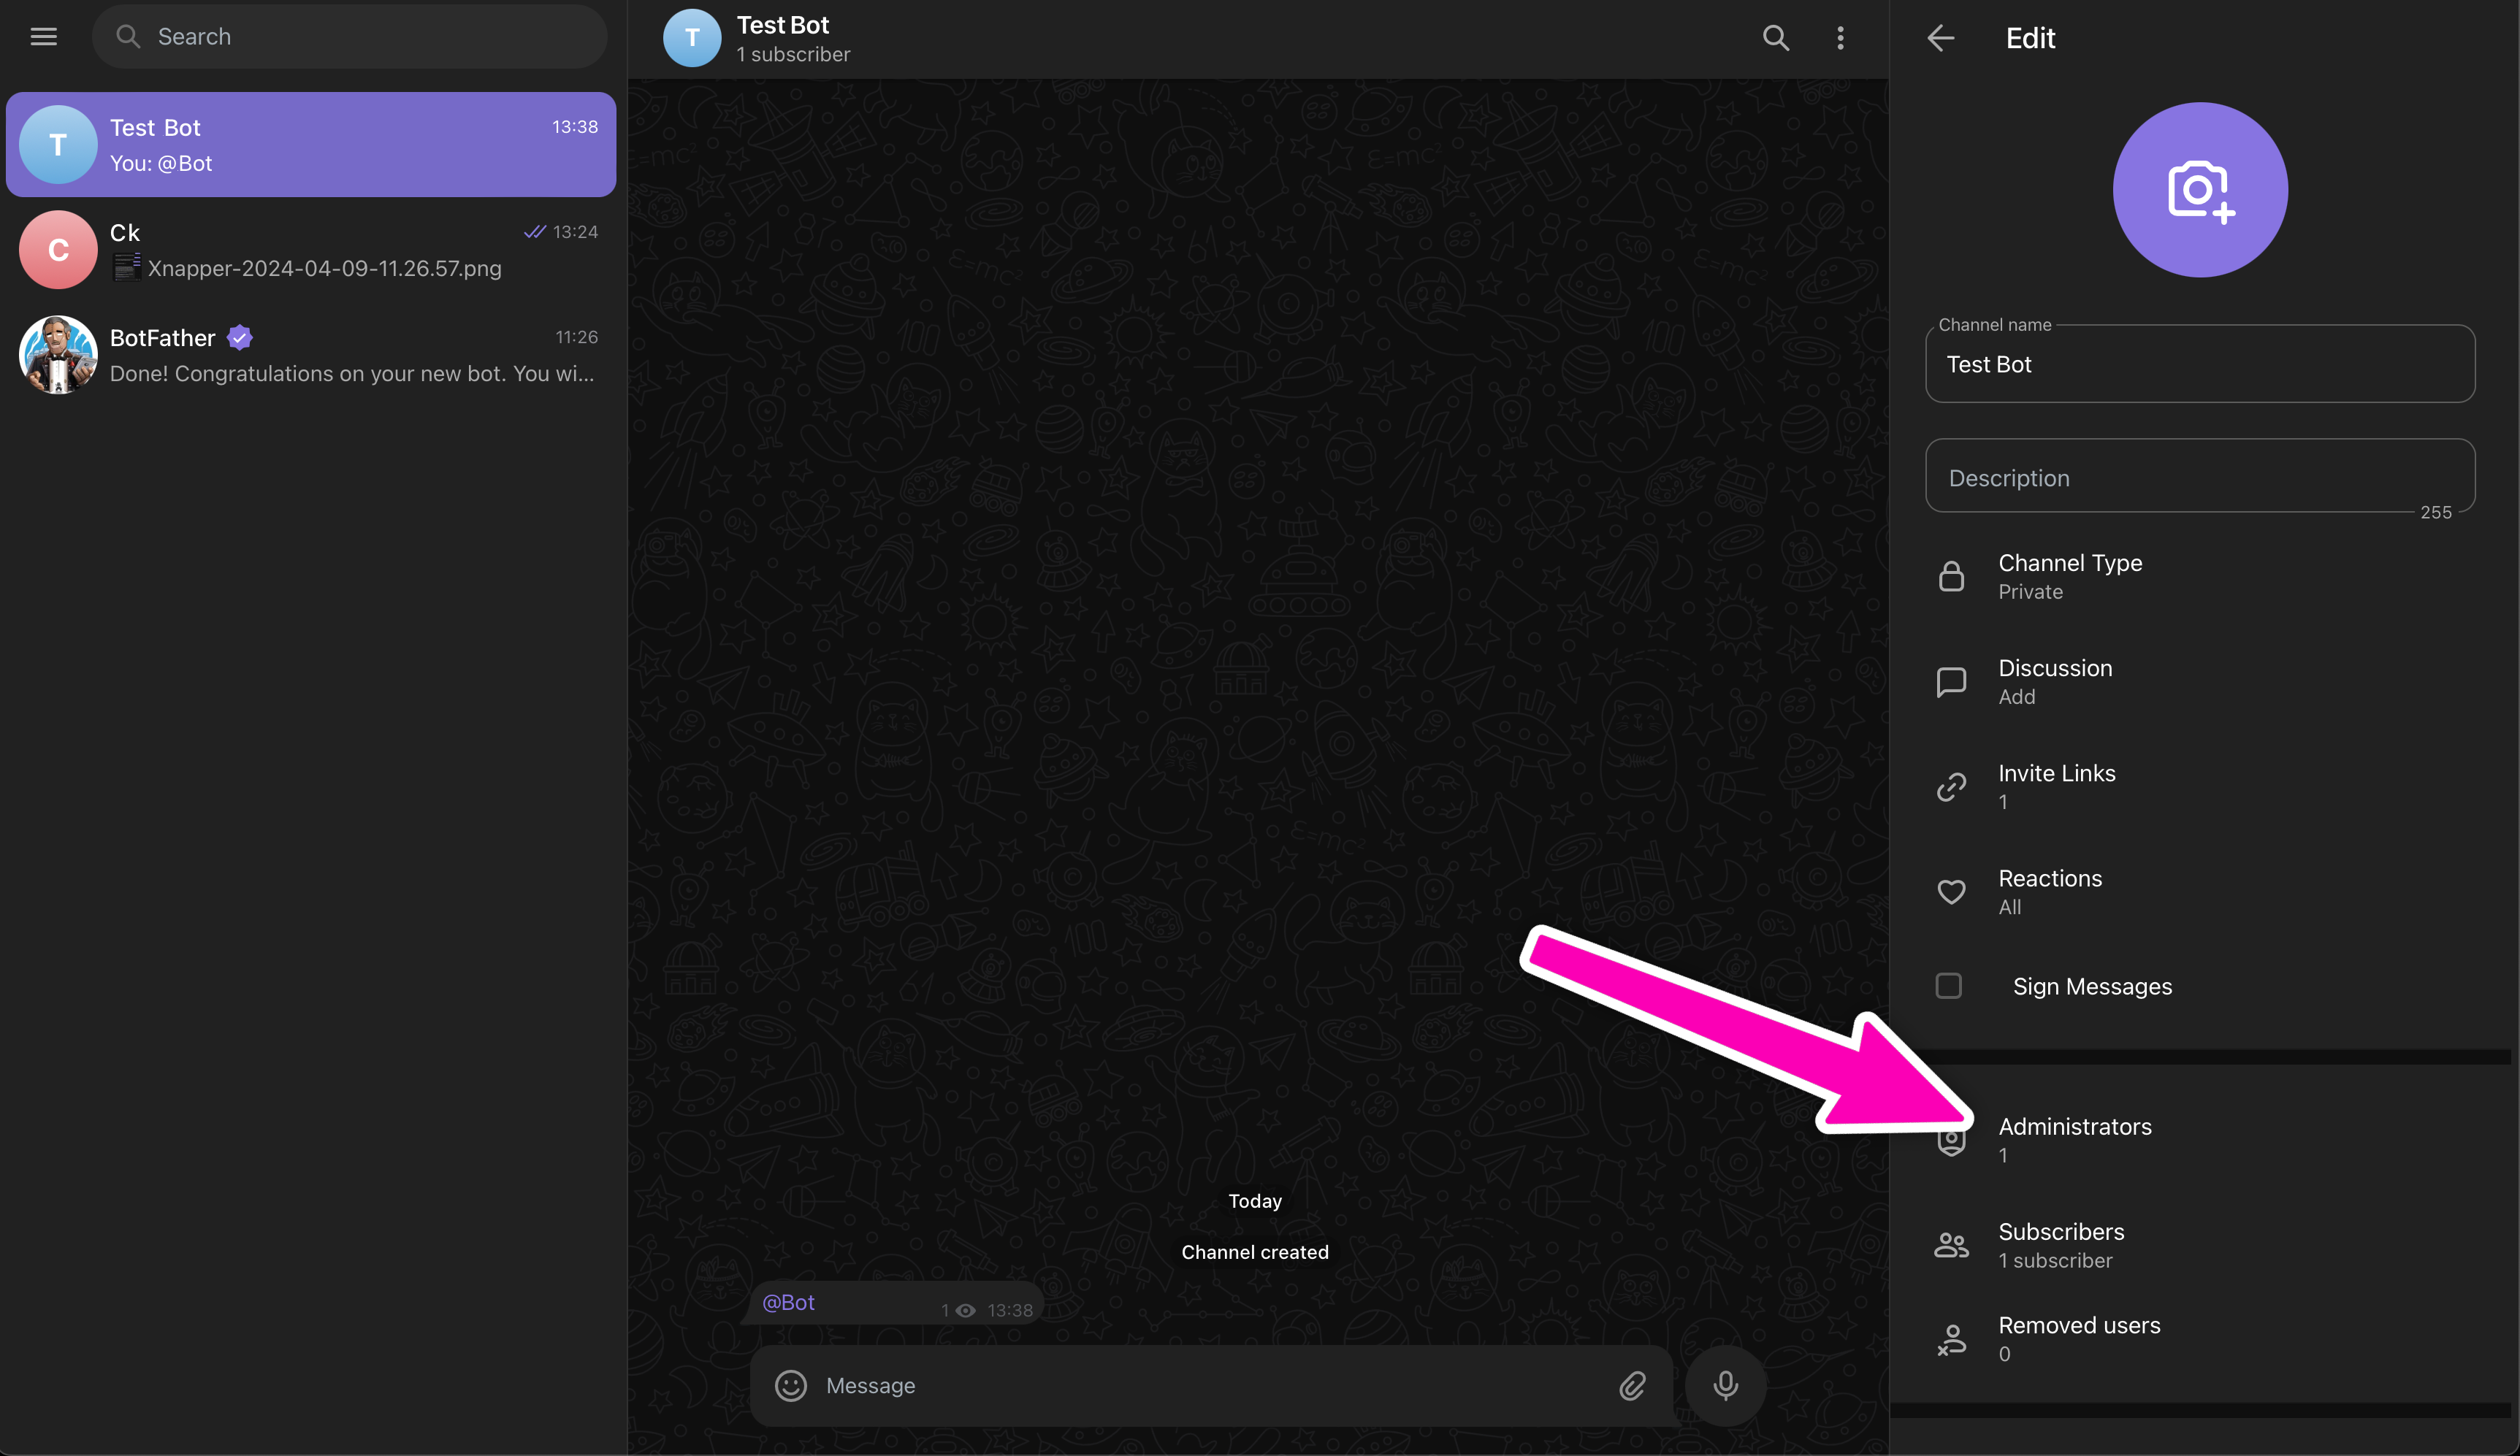 Search
T
Test Bot
13:38
You: @Bot
C
Ck
13:24
Xnapper-2024-04-09-11.26.57.png
BotFather
11:26
Done! Congratulations on your new bot. You wi...
T
Test Bot
1 subscriber
Today
Channel created
@Bot
1
13:38
Message
Edit
Channel name
Test Bot
Description
255
Channel Type
Private
Discussion
Add
Invite Links
1
Reactions
All
Sign Messages
Administrators
1
Subscribers
1 subscriber
Removed users
0